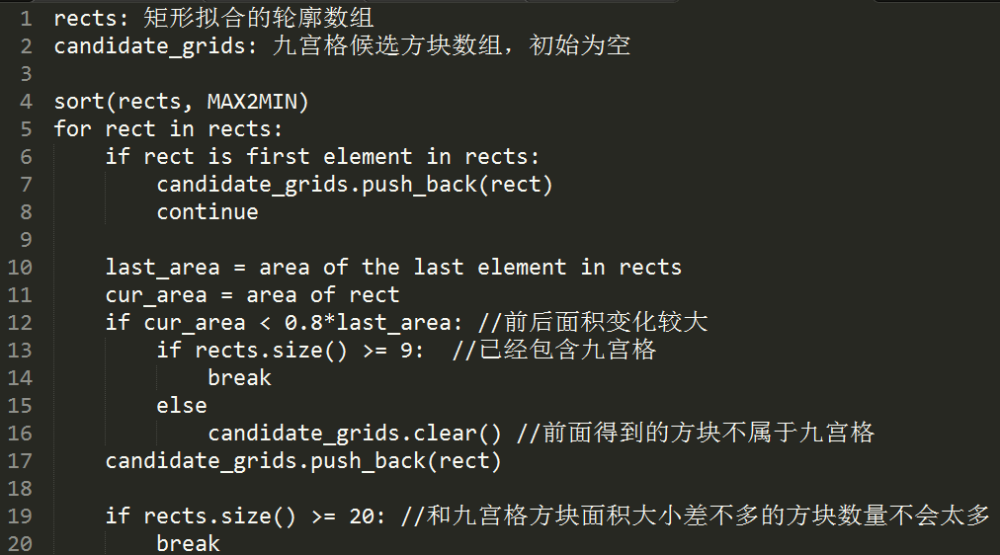 1 rects: 矩形拟合的轮廓数组
2 candidate_grids: 九宫格候选方块数组，初始为空
3
4 sort(rects, MAX2MIN)
5 for rect in rects:
6     if rect is first element in rects:
7         candidate_grids.push_back(rect)
8         continue
9
10     last_area = area of the last element in rects
11     cur_area = area of rect
12     if cur_area < 0.8*last_area: //前后面积变化较大
13         if rects.size() >= 9:  //已经包含九宫格
14             break
15         else
16             candidate_grids.clear() //前面得到的方块不属于九宫格
17     candidate_grids.push_back(rect)
18
19     if rects.size() >= 20: //和九宫格方块面积大小差不多的方块数量不会太多
20         break